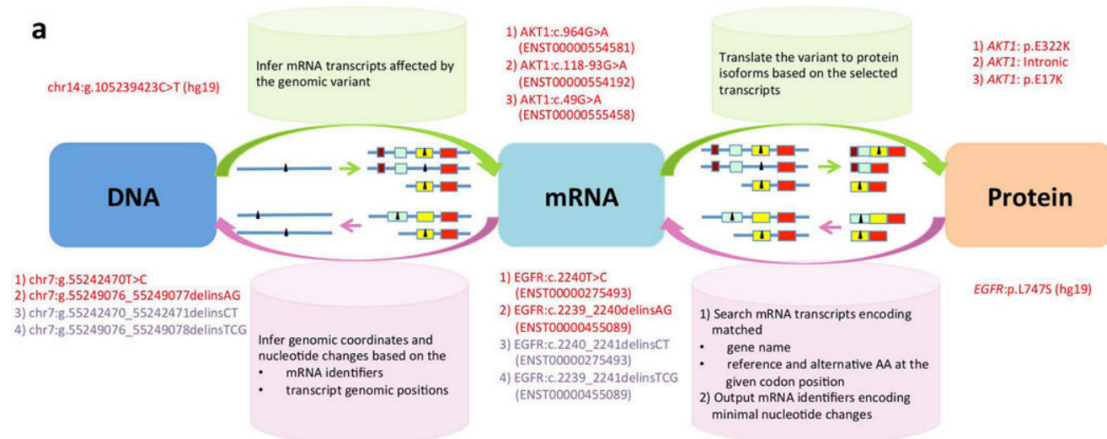 a
chr14:g.105239423C>T (hg19)
Infer mRNA transcripts affected by
the genomic variant
1) AKT1:c.964G>A
(ENST00000554581)
2) AKT1:c.118-93G>A
(ENST00000554192)
3) AKT1:c.49G>A
(ENST00000555458)
Translate the variant to protein
isoforms based on the selected
transcripts
1) AKT1: p.E322K
2) AKT1: Intronic
3) AKT1: p.E17K
DNA
mRNA
Protein
1) chr7:g.55242470T>C
2) chr7:g.55249076_55249077delinsAG
3) chr7:g.55242470_55242471delinsCT
4) chr7:g.55249076_55249078delinsTCG
Infer genomic coordinates and
nucleotide changes based on the
• mRNA identifiers
• transcript genomic positions
1) EGFR:c.2240T>C
(ENST00000275493)
2) EGFR:c.2239_2240delinsAG
(ENST00000455089)
3) EGFR:c.2240_2241delinsCT
(ENST00000275493)
4) EGFR:c.2239_2241delinsTCG
(ENST00000455089)
1) Search mRNA transcripts encoding
matched
• gene name
• reference and alternative AA at the
given codon position
2) Output mRNA identifiers encoding
minimal nucleotide changes
EGFR:p.L747S (hg19)